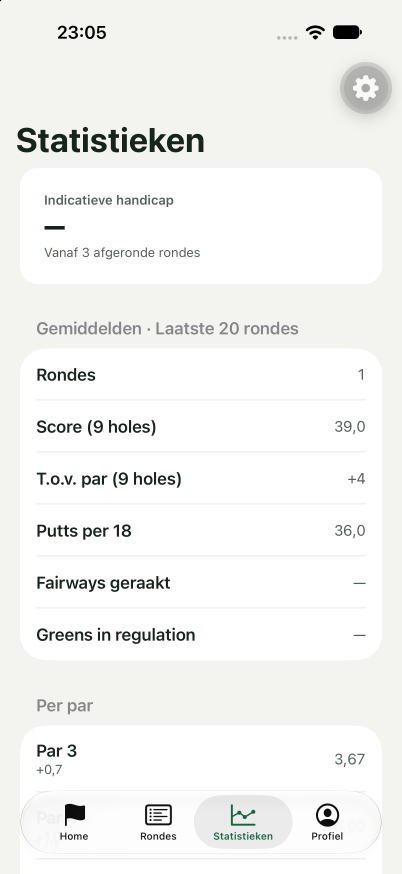 23:05
Statistieken
Indicatieve handicap
—
Vanaf 3 afgeronde rondes
Gemiddelden · Laatste 20 rondes
Rondes 1
Score (9 holes) 39,0
T.o.v. par (9 holes) +4
Putts per 18 36,0
Fairways geraakt —
Greens in regulation —
Per par
Par 3 3,67
+0,7
Home Rondes Statistieken Profiel